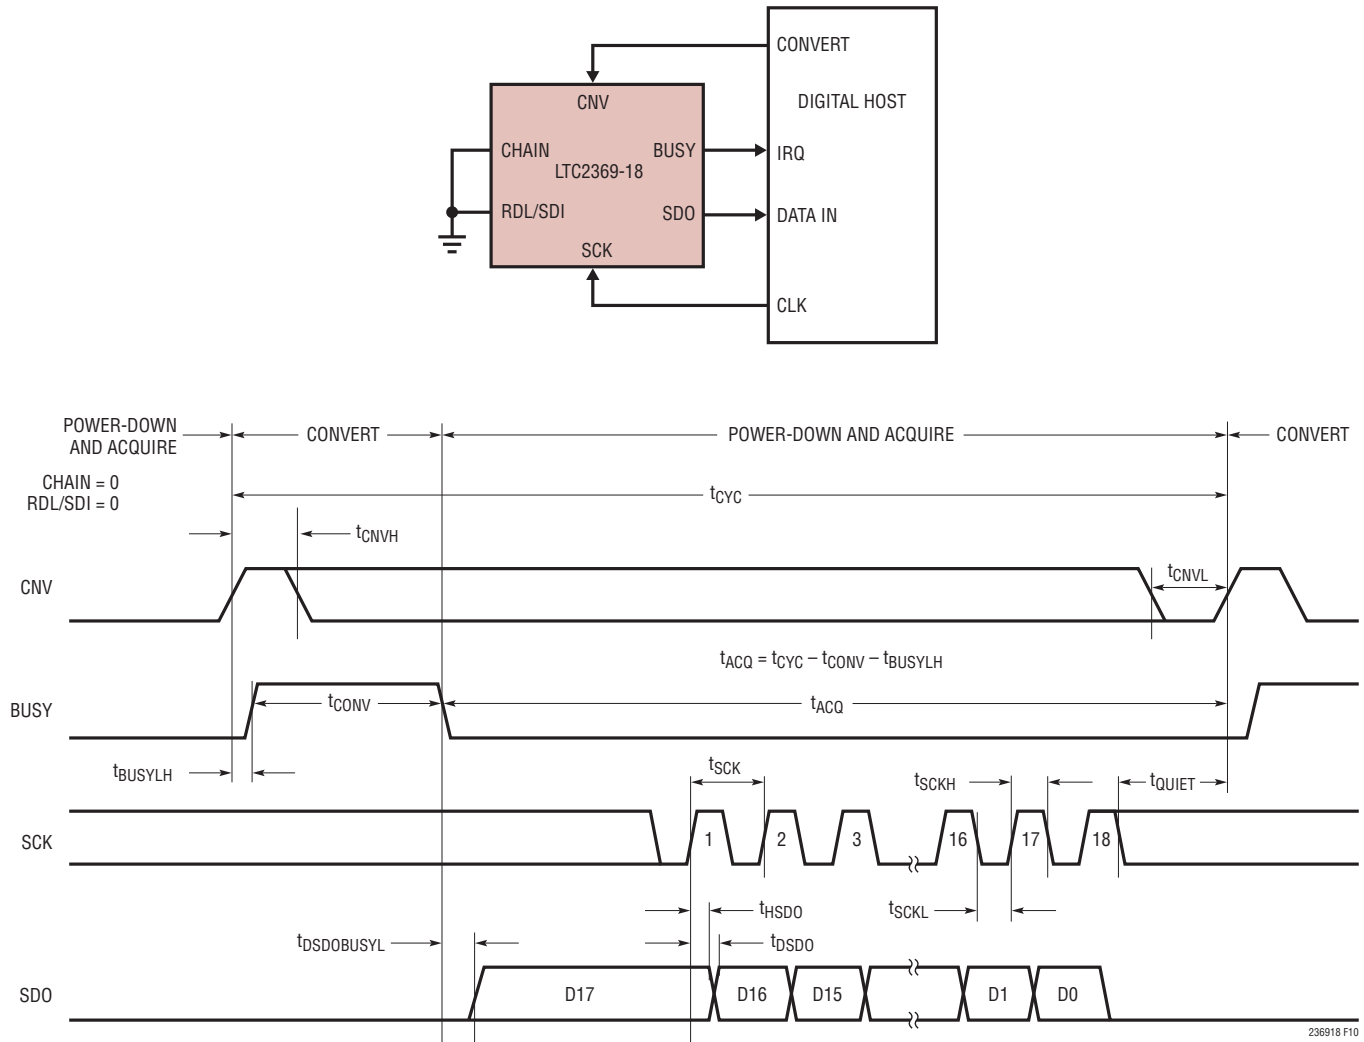 CONVERT
CNV
DIGITAL HOST
CHAIN
BUSY
IRQ
LTC2369-18
RDL/SDI
SDO
DATA IN
SCK
CLK
POWER-DOWN
AND ACQUIRE
CONVERT
POWER-DOWN AND ACQUIRE
CONVERT
CHAIN = 0
RDL/SDI = 0
tCYC
tCNVH
CNV
tCNVL
tACQ = tCYC – tCONV – tBUSYLH
BUSY
tCONV
tACQ
tBUSYLH
tSCK
tSCKH
tQUIET
SCK
1
2
3
16
17
18
tHSDO
tSCKL
tDSDOBUSYL
tDSDO
SDO
D17
D16
D15
D1
D0
236918 F10